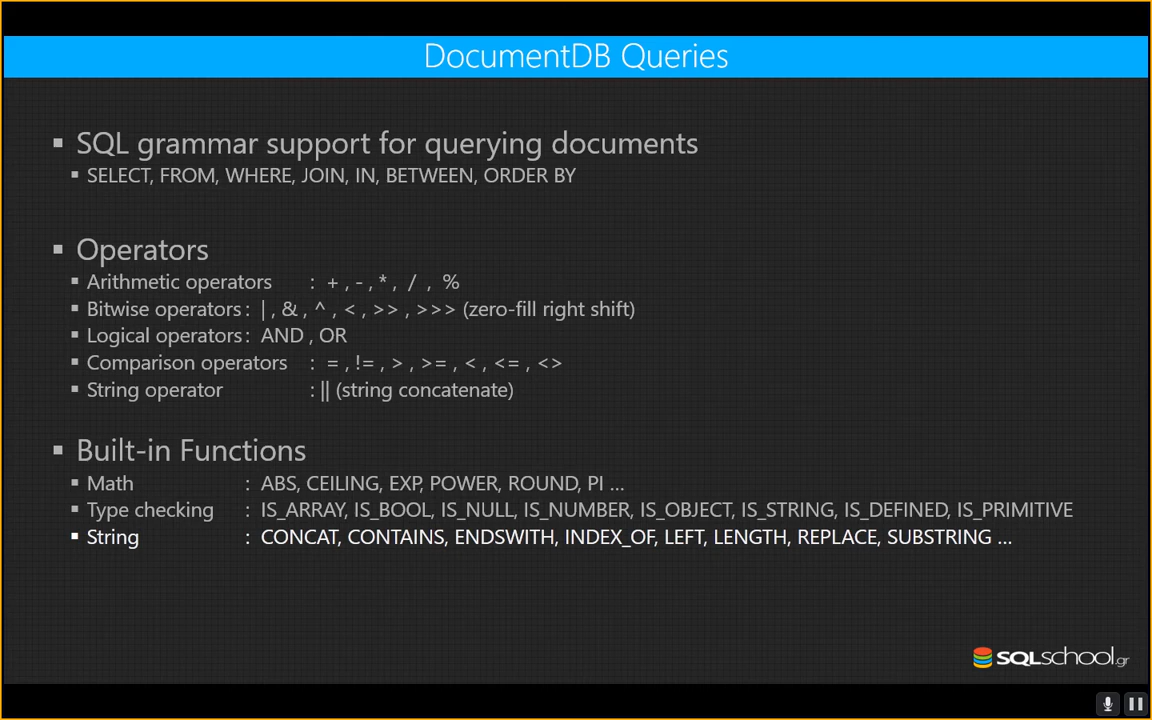 DocumentDB Queries
▪ SQL grammar support for querying documents
▪ SELECT, FROM, WHERE, JOIN, IN, BETWEEN, ORDER BY
▪ Operators
▪ Arithmetic operators : + , - , * , / , %
▪ Bitwise operators : | , & , ^ , < , >> , >>> (zero-fill right shift)
▪ Logical operators : AND , OR
▪ Comparison operators : = , != , > , >= , < , <= , <>
▪ String operator : || (string concatenate)
▪ Built-in Functions
▪ Math : ABS, CEILING, EXP, POWER, ROUND, PI ...
▪ Type checking : IS_ARRAY, IS_BOOL, IS_NULL, IS_NUMBER, IS_OBJECT, IS_STRING, IS_DEFINED, IS_PRIMITIVE
▪ String : CONCAT, CONTAINS, ENDSWITH, INDEX_OF, LEFT, LENGTH, REPLACE, SUBSTRING ...
SQLschool.gr